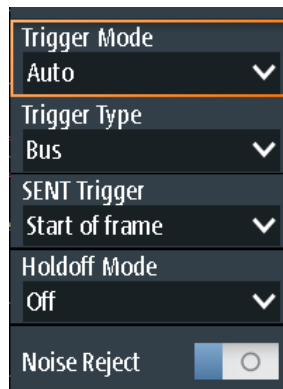 Trigger Mode
Auto
Trigger Type
Bus
SENT Trigger
Start of frame
Holdoff Mode
Off
Noise Reject